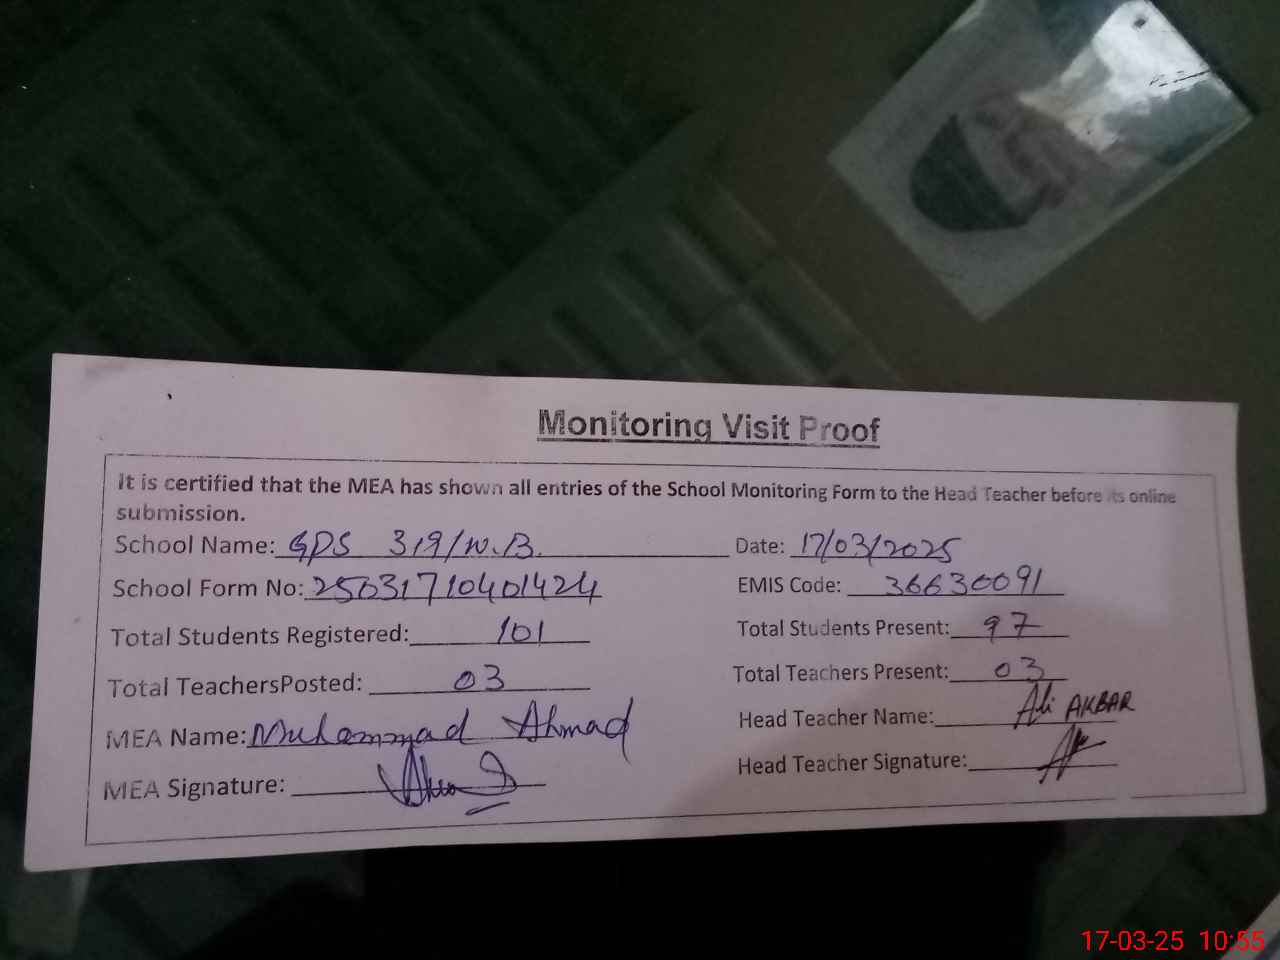 Monitoring Visit Proof
It is certified that the MEA has shown all entries of the School Monitoring Form to the Head Teacher before its online
submission.
School Name: GPS 319/W.B. Date: 17/03/2025
School Form No: 25031710401424 EMIS Code: 36630091
Total Students Registered: 101 Total Students Present: 97
Total TeachersPosted: 03 Total Teachers Present: 03
MEA Name: Muhammad Ahmad Head Teacher Name: Ali AKBAR
MEA Signature: Head Teacher Signature:
17-03-25 10:55